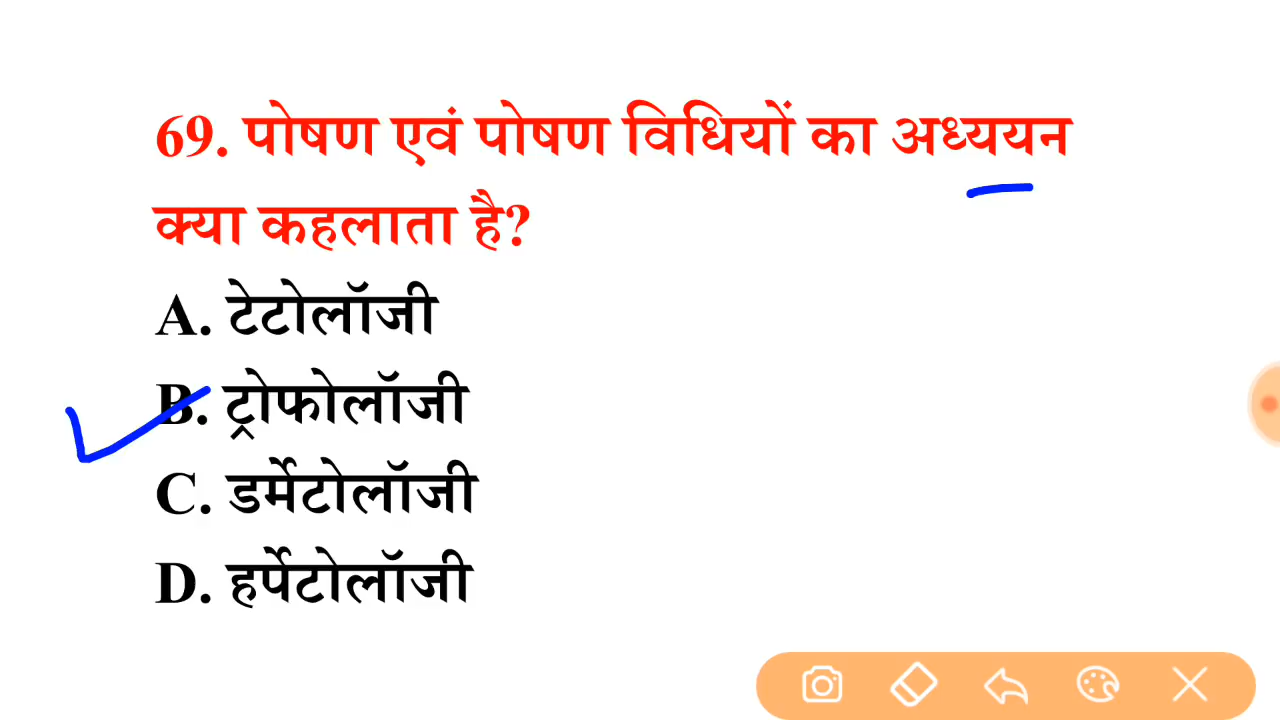 69. पोषण एवं पोषण विधियों का अध्ययन
क्या कहलाता है?
A. टेटोलॉजी
B. ट्रोफोलॉजी
C. डर्मेटोलॉजी
D. हर्पेटोलॉजी